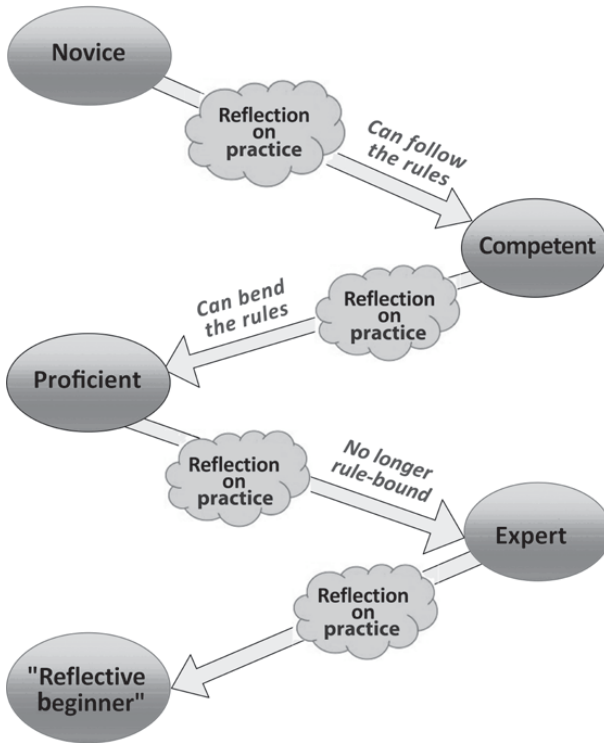 Novice
Reflection
on
practice
Can follow
the rules
Competent
Reflection
on
practice
Can bend
the rules
Proficient
Reflection
on
practice
No longer
rule-bound
Expert
Reflection
on
practice
"Reflective
beginner"